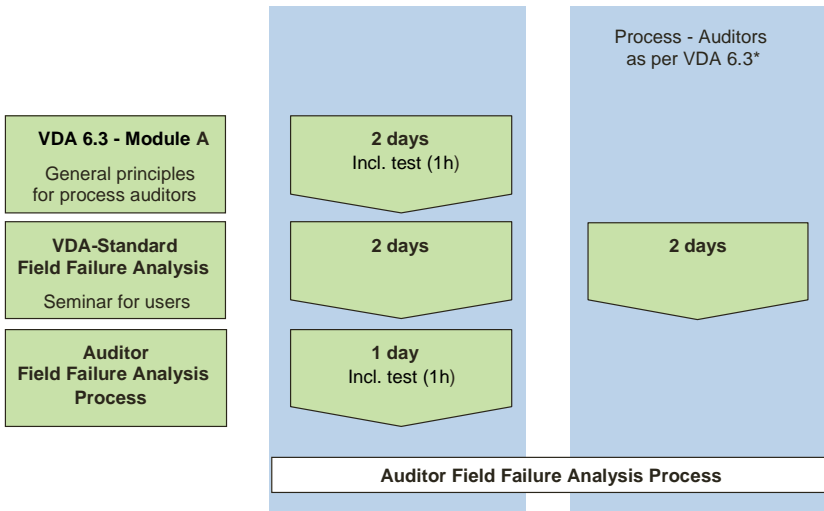 Process - Auditors
as per VDA 6.3*
VDA 6.3 - Module A
General principles
for process auditors
2 days
Incl. test (1h)
VDA-Standard
Field Failure Analysis
Seminar for users
2 days
2 days
Auditor
Field Failure Analysis
Process
1 day
Incl. test (1h)
Auditor Field Failure Analysis Process